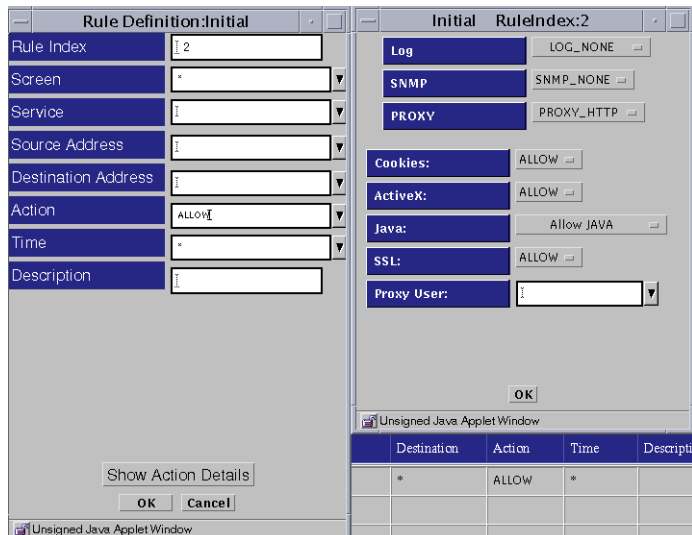 Rule Definition:Initial
Rule Index 2
Screen *
Service
Source Address
Destination Address
Action ALLOW
Time *
Description
Show Action Details
OK Cancel
Unsigned Java Applet Window
Initial RuleIndex:2
Log LOG_NONE
SNMP SNMP_NONE
PROXY PROXY_HTTP
Cookies: ALLOW
ActiveX: ALLOW
Java: Allow JAVA
SSL: ALLOW
Proxy User:
OK
Unsigned Java Applet Window
Destination Action Time Descripti
* ALLOW *